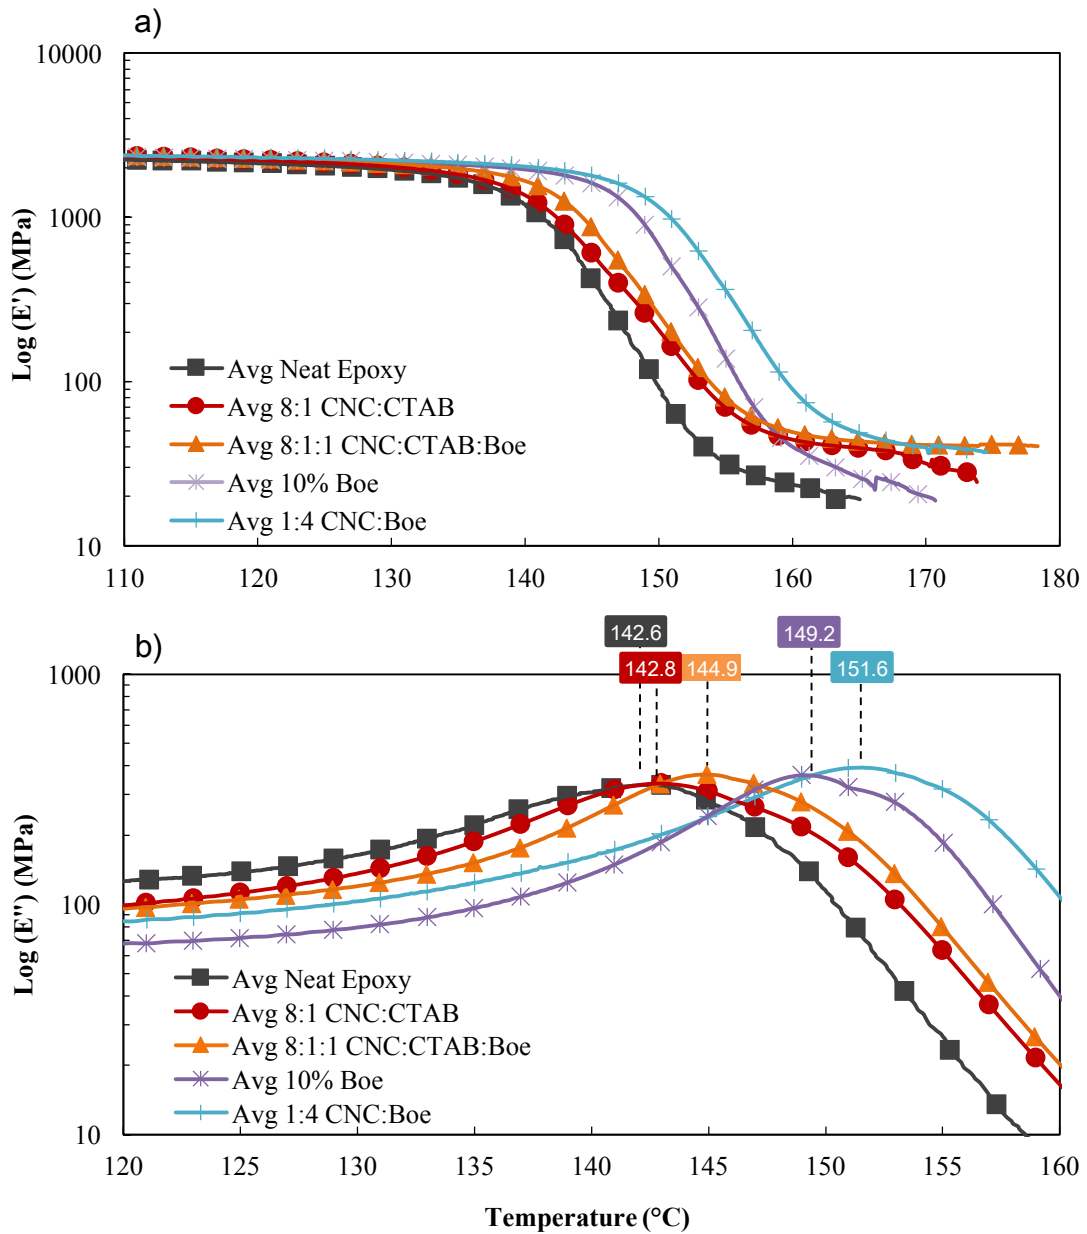 a)
10000
1000
100
10
Log (E') (MPa)
Avg Neat Epoxy
Avg 8:1 CNC:CTAB
Avg 8:1:1 CNC:CTAB:Boe
Avg 10% Boe
Avg 1:4 CNC:Boe
110 120 130 140 150 160 170 180
b)
142.6 149.2
142.8 144.9 151.6
1000
100
10
Log (E'') (MPa)
Avg Neat Epoxy
Avg 8:1 CNC:CTAB
Avg 8:1:1 CNC:CTAB:Boe
Avg 10% Boe
Avg 1:4 CNC:Boe
120 125 130 135 140 145 150 155 160
Temperature (°C)